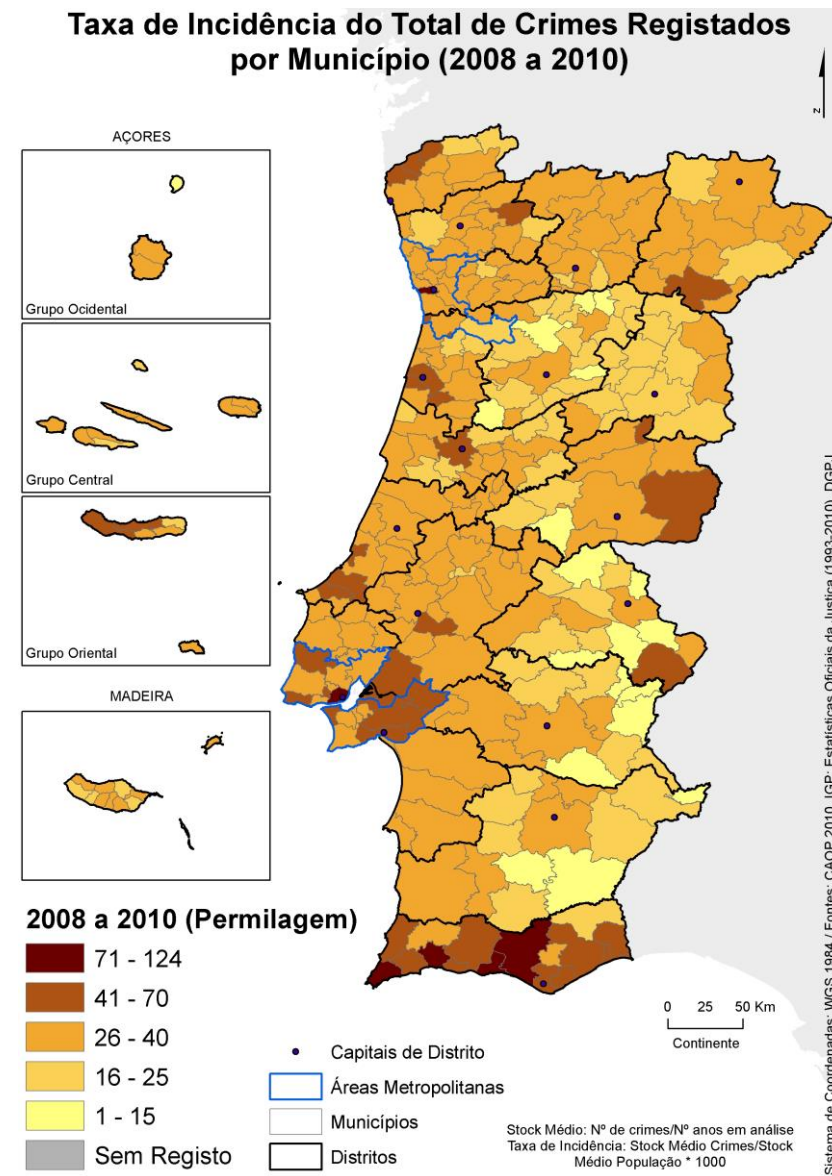 Taxa de Incidência do Total de Crimes Registados
por Município (2008 a 2010)
z
AÇORES
Grupo Ocidental
Grupo Central
Grupo Oriental
MADEIRA
2008 a 2010 (Permilagem)
71 - 124
41 - 70
26 - 40
16 - 25
1 - 15
Sem Registo
Capitais de Distrito
Áreas Metropolitanas
Municípios
Distritos
0 25 50 Km
Continente
Stock Médio: Nº de crimes/Nº anos em análise
Taxa de Incidência: Stock Médio Crimes/Stock
Médio População * 1000
Sistema de Coordenadas: WGS 1984 / Fontes: CAOP 2010, IGP; Estatísticas Oficiais da Justiça (1993-2010), DGPJ